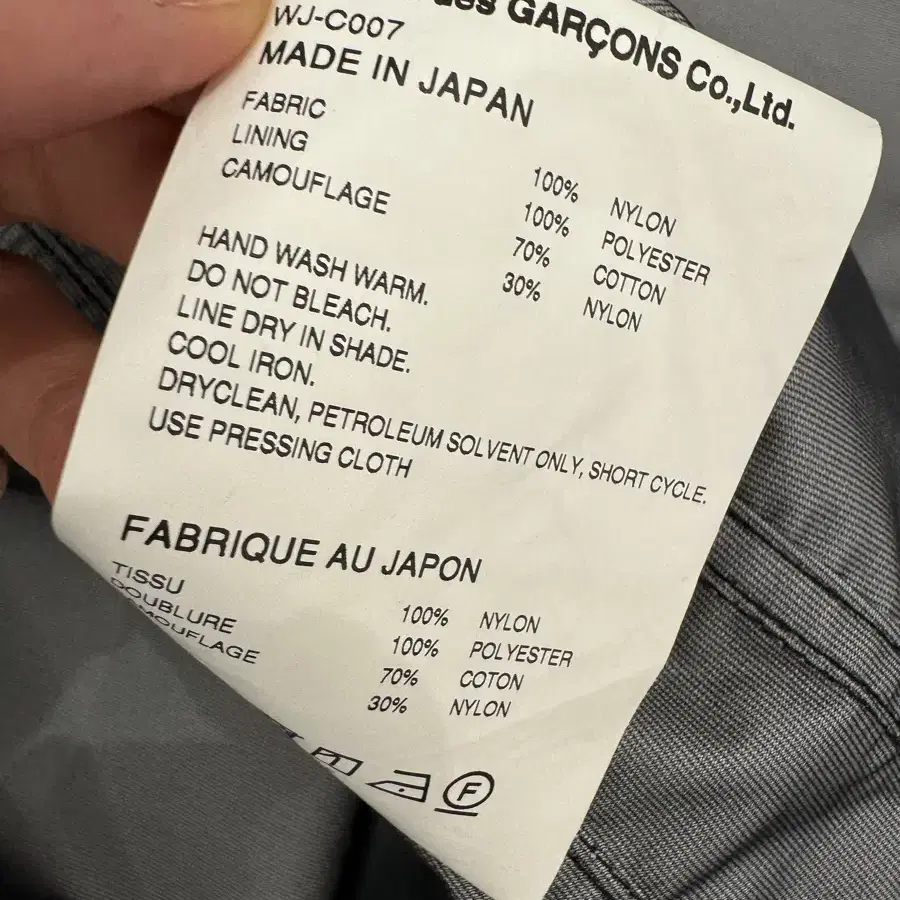 des GARÇONS Co.,Ltd.
WJ-C007
MADE IN JAPAN
FABRIC 100% NYLON
LINING 100% POLYESTER
CAMOUFLAGE 70% COTTON
30% NYLON
HAND WASH WARM.
DO NOT BLEACH.
LINE DRY IN SHADE.
COOL IRON.
DRYCLEAN, PETROLEUM SOLVENT ONLY, SHORT CYCLE.
USE PRESSING CLOTH
FABRIQUE AU JAPON
TISSU 100% NYLON
DOUBLURE 100% POLYESTER
CAMOUFLAGE 70% COTON
30% NYLON
F